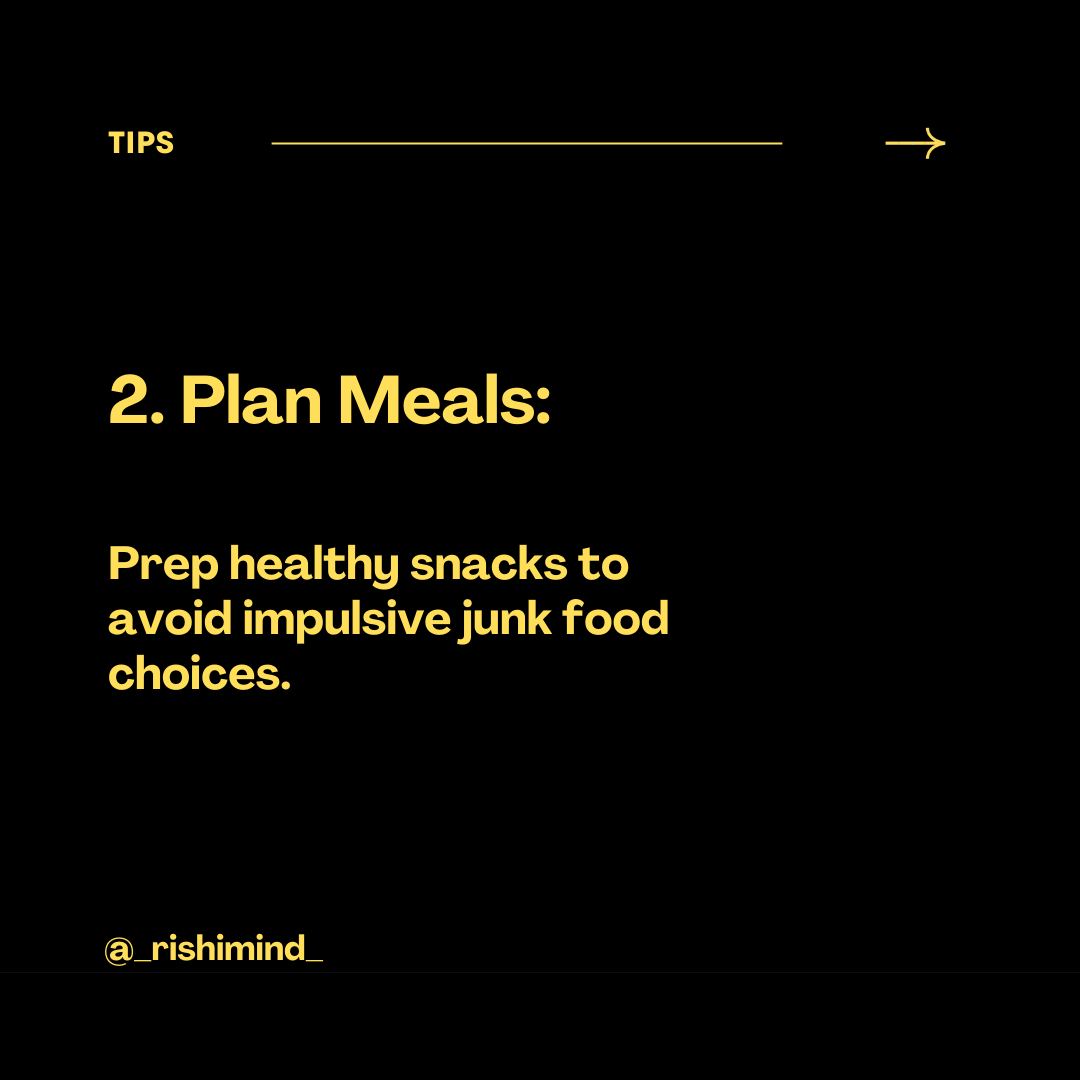 TIPS
2. Plan Meals:
Prep healthy snacks to
avoid impulsive junk food
choices.
@_rishimind_